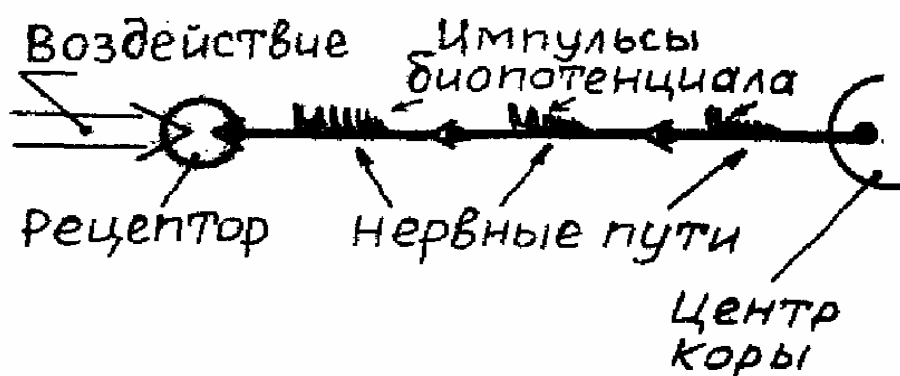 Воздействие
Импульсы
биопотенциала
Рецептор
Нервные пути
Центр
коры